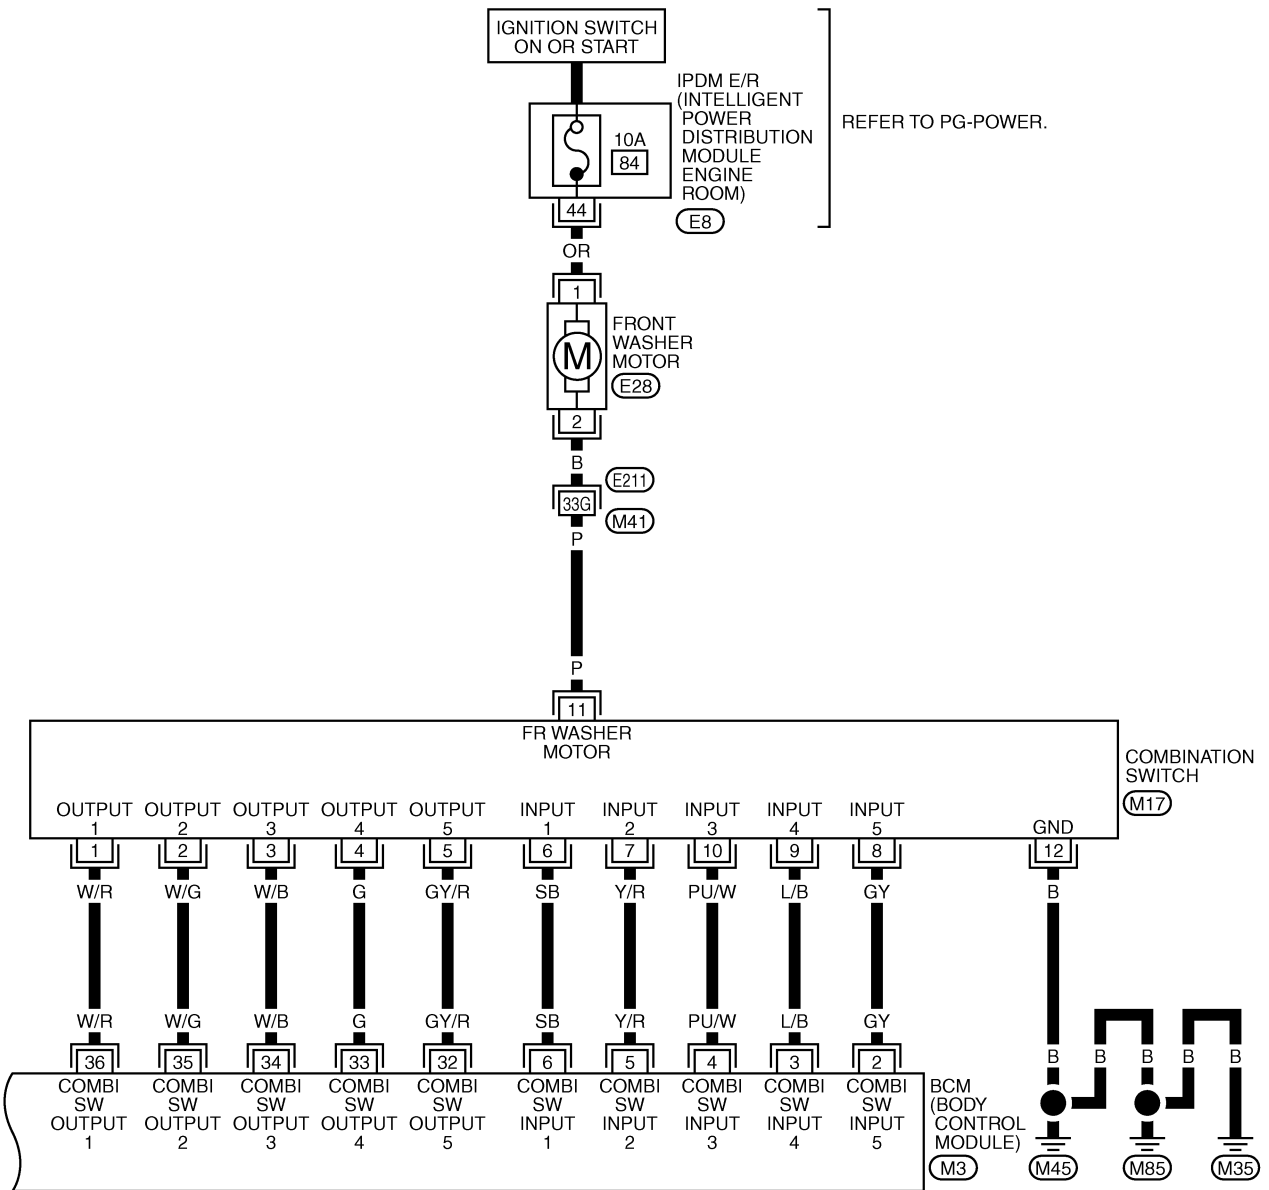 IGNITION SWITCH
ON OR START
IPDM E/R
(INTELLIGENT
POWER
DISTRIBUTION
MODULE
ENGINE
ROOM)
E8
REFER TO PG-POWER.
10A
84
44
OR
1
M
FRONT
WASHER
MOTOR
E28
2
B
E211
33G
M41
P
P
11
FR WASHER
MOTOR
COMBINATION
SWITCH
M17
OUTPUT OUTPUT OUTPUT OUTPUT OUTPUT INPUT INPUT INPUT INPUT INPUT
1 2 3 4 5 1 2 3 4 5 GND
1 2 3 4 5 6 7 10 9 8 12
W/R W/G W/B G GY/R SB Y/R PU/W L/B GY B
W/R W/G W/B G GY/R SB Y/R PU/W L/B GY
B B B B B
36 35 34 33 32 6 5 4 3 2
COMBI COMBI COMBI COMBI COMBI COMBI COMBI COMBI COMBI COMBI
SW SW SW SW SW SW SW SW SW SW
OUTPUT OUTPUT OUTPUT OUTPUT OUTPUT INPUT INPUT INPUT INPUT INPUT
1 2 3 4 5 1 2 3 4 5
BCM
(BODY
CONTROL
MODULE)
M3
M45 M85 M35